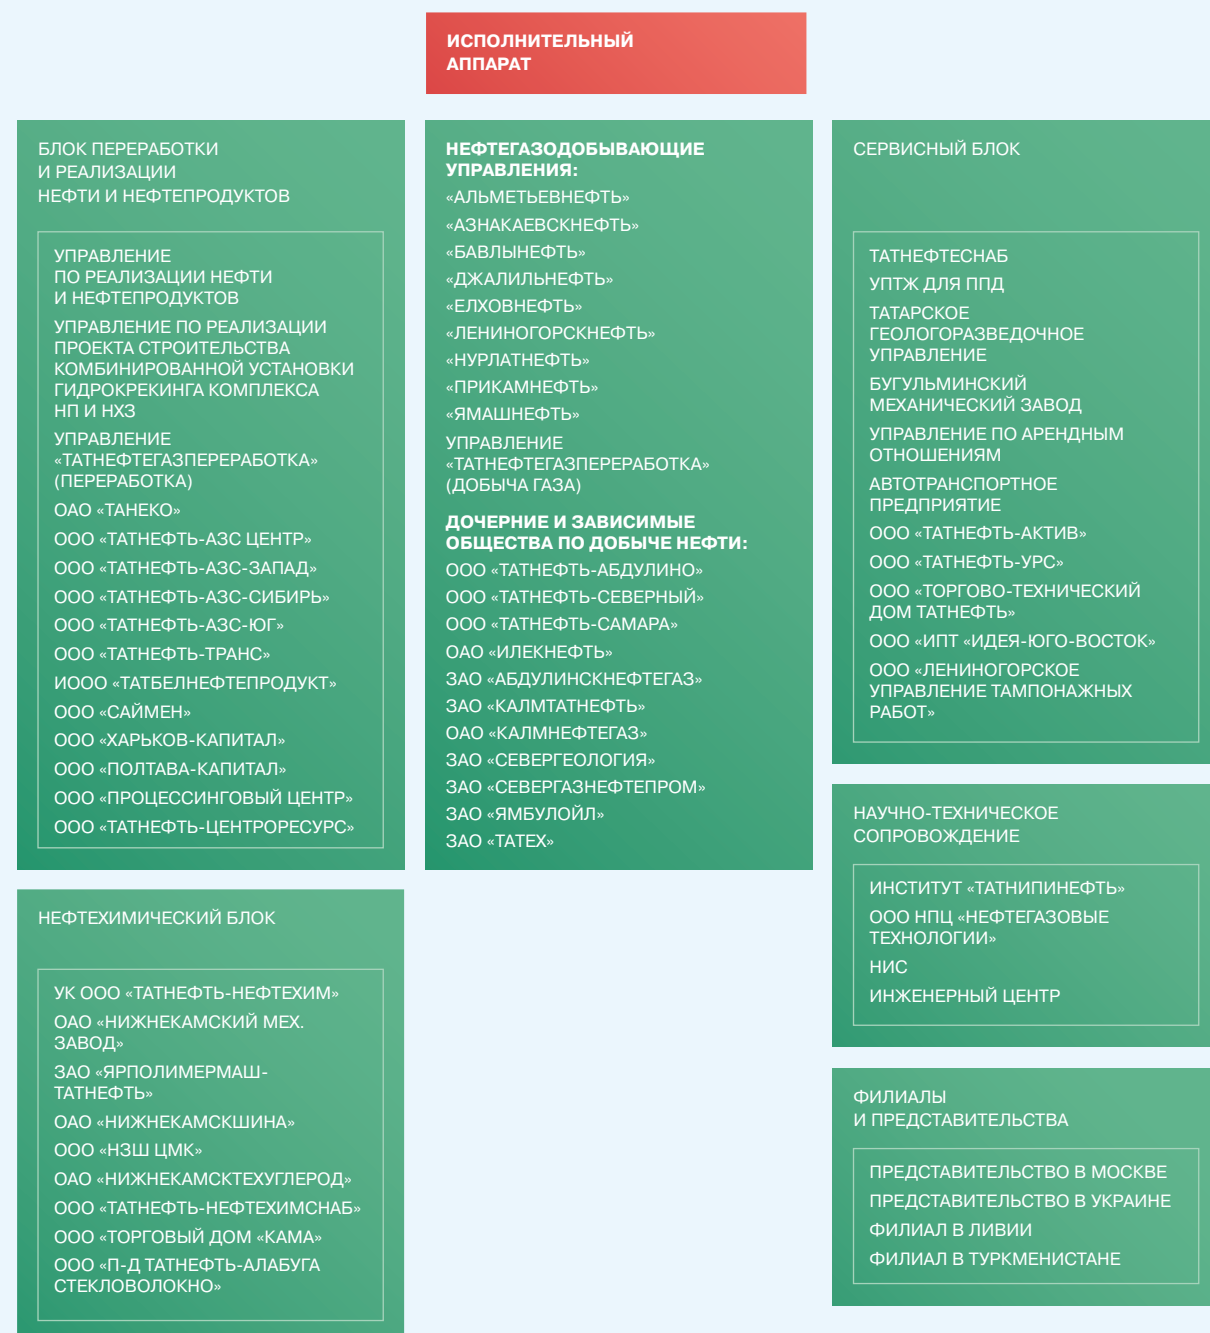 ИСПОЛНИТЕЛЬНЫЙ
АППАРАТ
БЛОК ПЕРЕРАБОТКИ
И РЕАЛИЗАЦИИ
НЕФТИ И НЕФТЕПРОДУКТОВ
УПРАВЛЕНИЕ
ПО РЕАЛИЗАЦИИ НЕФТИ
И НЕФТЕПРОДУКТОВ
УПРАВЛЕНИЕ ПО РЕАЛИЗАЦИИ
ПРОЕКТА СТРОИТЕЛЬСТВА
КОМБИНИРОВАННОЙ УСТАНОВКИ
ГИДРОКРЕКИНГА КОМПЛЕКСА
НП И НХЗ
УПРАВЛЕНИЕ
«ТАТНЕФТЕГАЗПЕРЕРАБОТКА»
(ПЕРЕРАБОТКА)
ОАО «ТАНЕКО»
ООО «ТАТНЕФТЬ-АЗС ЦЕНТР»
ООО «ТАТНЕФТЬ-АЗС-ЗАПАД»
ООО «ТАТНЕФТЬ-АЗС-СИБИРЬ»
ООО «ТАТНЕФТЬ-АЗС-ЮГ»
ООО «ТАТНЕФТЬ-ТРАНС»
ИООО «ТАТБЕЛНЕФТЕПРОДУКТ»
ООО «САЙМЕН»
ООО «ХАРЬКОВ-КАПИТАЛ»
ООО «ПОЛТАВА-КАПИТАЛ»
ООО «ПРОЦЕССИНГОВЫЙ ЦЕНТР»
ООО «ТАТНЕФТЬ-ЦЕНТРОРЕСУРС»
НЕФТЕХИМИЧЕСКИЙ БЛОК
УК ООО «ТАТНЕФТЬ-НЕФТЕХИМ»
ОАО «НИЖНЕКАМСКИЙ МЕХ.
ЗАВОД»
ЗАО «ЯРПОЛИМЕРМАШ-
ТАТНЕФТЬ»
ОАО «НИЖНЕКАМСКШИНА»
ООО «НЗШ ЦМК»
ОАО «НИЖНЕКАМСКТЕХУГЛЕРОД»
ООО «ТАТНЕФТЬ-НЕФТЕХИМСНАБ»
ООО «ТОРГОВЫЙ ДОМ «КАМА»
ООО «П-Д ТАТНЕФТЬ-АЛАБУГА
СТЕКЛОВОЛОКНО»
НЕФТЕГАЗОДОБЫВАЮЩИЕ
УПРАВЛЕНИЯ:
«АЛЬМЕТЬЕВНЕФТЬ»
«АЗНАКАЕВСКНЕФТЬ»
«БАВЛЫНЕФТЬ»
«ДЖАЛИЛЬНЕФТЬ»
«ЕЛХОВНЕФТЬ»
«ЛЕНИНОГОРСКНЕФТЬ»
«НУРЛАТНЕФТЬ»
«ПРИКАМНЕФТЬ»
«ЯМАШНЕФТЬ»
УПРАВЛЕНИЕ
«ТАТНЕФТЕГАЗПЕРЕРАБОТКА»
(ДОБЫЧА ГАЗА)
ДОЧЕРНИЕ И ЗАВИСИМЫЕ
ОБЩЕСТВА ПО ДОБЫЧЕ НЕФТИ:
ООО «ТАТНЕФТЬ-АБДУЛИНО»
ООО «ТАТНЕФТЬ-СЕВЕРНЫЙ»
ООО «ТАТНЕФТЬ-САМАРА»
ОАО «ИЛЕКНЕФТЬ»
ЗАО «АБДУЛИНСКНЕФТЕГАЗ»
ЗАО «КАЛМТАТНЕФТЬ»
ОАО «КАЛМНЕФТЕГАЗ»
ЗАО «СЕВЕРГЕОЛОГИЯ»
ЗАО «СЕВЕРГАЗНЕФТЕПРОМ»
ЗАО «ЯМБУЛОЙЛ»
ЗАО «ТАТЕХ»
СЕРВИСНЫЙ БЛОК
ТАТНЕФТЕСНАБ
УПТЖ ДЛЯ ППД
ТАТАРСКОЕ
ГЕОЛОГОРАЗВЕДОЧНОЕ
УПРАВЛЕНИЕ
БУГУЛЬМИНСКИЙ
МЕХАНИЧЕСКИЙ ЗАВОД
УПРАВЛЕНИЕ ПО АРЕНДНЫМ
ОТНОШЕНИЯМ
АВТОТРАНСПОРТНОЕ
ПРЕДПРИЯТИЕ
ООО «ТАТНЕФТЬ-АКТИВ»
ООО «ТАТНЕФТЬ-УРС»
ООО «ТОРГОВО-ТЕХНИЧЕСКИЙ
ДОМ ТАТНЕФТЬ»
ООО «ИПТ «ИДЕЯ-ЮГО-ВОСТОК»
ООО «ЛЕНИНОГОРСКОЕ
УПРАВЛЕНИЕ ТАМПОНАЖНЫХ
РАБОТ»
НАУЧНО-ТЕХНИЧЕСКОЕ
СОПРОВОЖДЕНИЕ
ИНСТИТУТ «ТАТНИПИНЕФТЬ»
ООО НПЦ «НЕФТЕГАЗОВЫЕ
ТЕХНОЛОГИИ»
НИС
ИНЖЕНЕРНЫЙ ЦЕНТР
ФИЛИАЛЫ
И ПРЕДСТАВИТЕЛЬСТВА
ПРЕДСТАВИТЕЛЬСТВО В МОСКВЕ
ПРЕДСТАВИТЕЛЬСТВО В УКРАИНЕ
ФИЛИАЛ В ЛИВИИ
ФИЛИАЛ В ТУРКМЕНИСТАНЕ